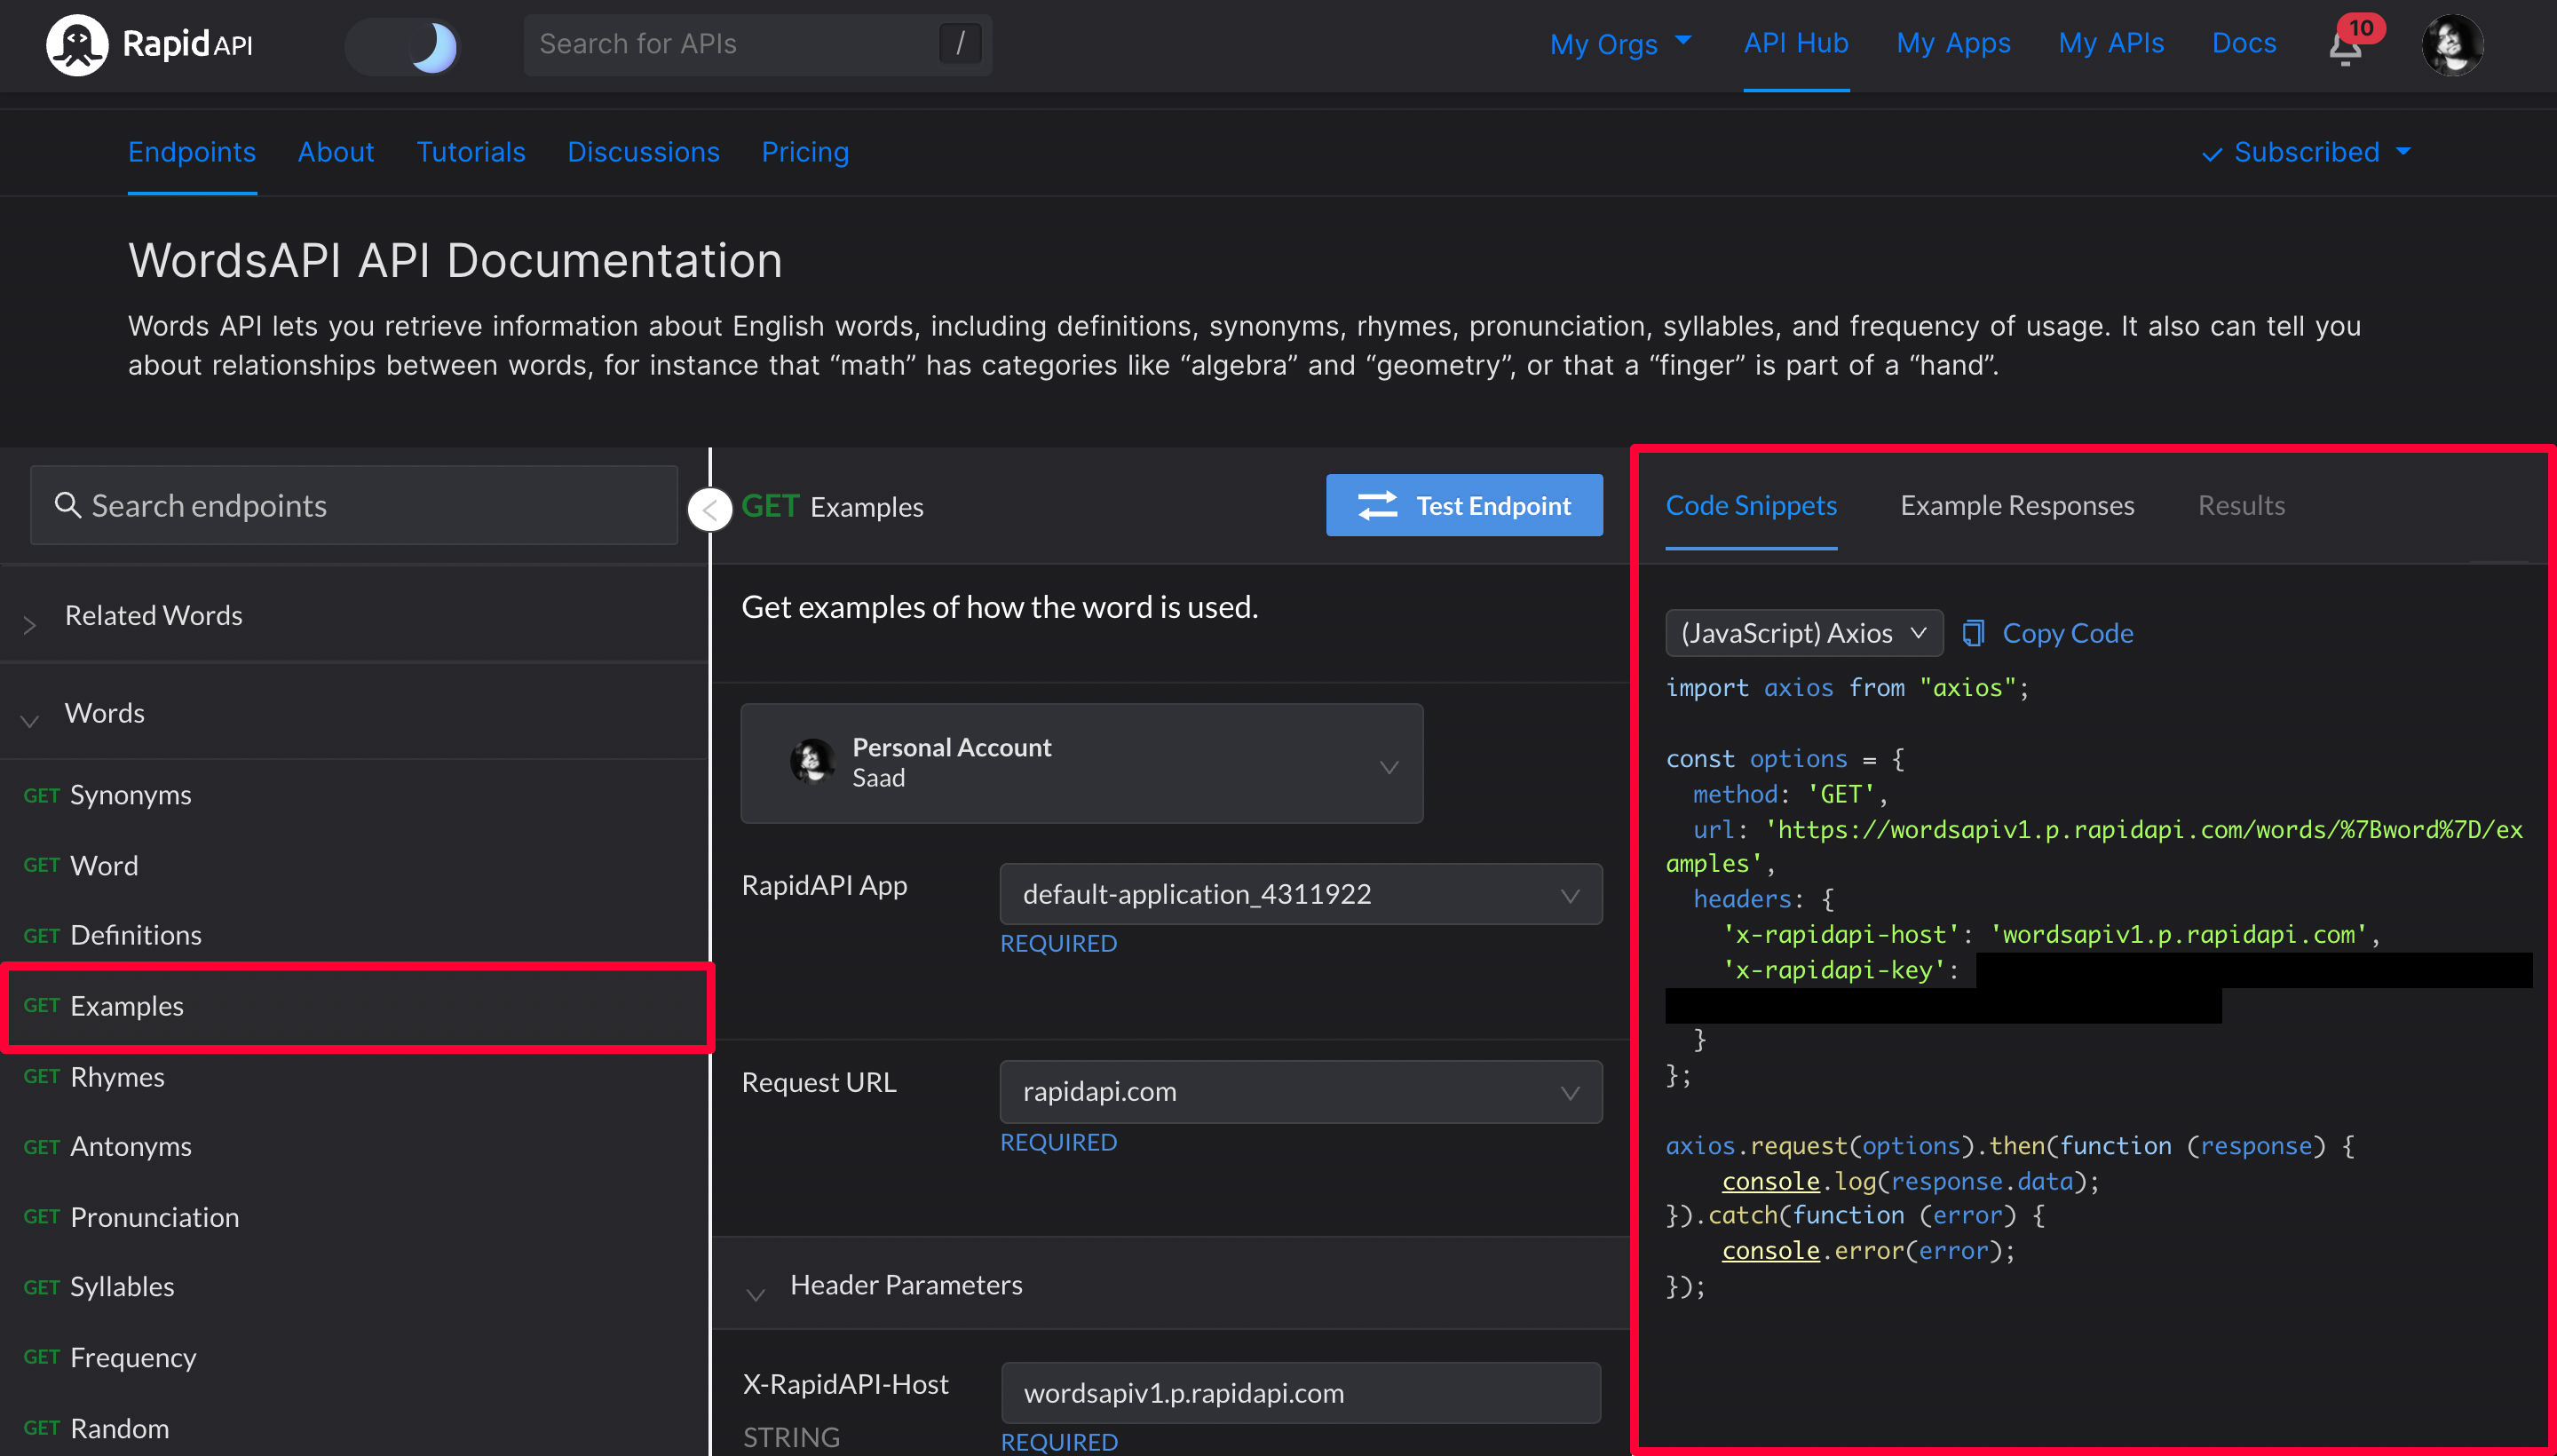 RapidAPI
Search for APIs
/
My Orgs
API Hub
My Apps
My APIs
Docs
10
Endpoints
About
Tutorials
Discussions
Pricing
Subscribed
WordsAPI API Documentation
Words API lets you retrieve information about English words, including definitions, synonyms, rhymes, pronunciation, syllables, and frequency of usage. It also can tell you
about relationships between words, for instance that “math” has categories like “algebra” and “geometry”, or that a “finger” is part of a “hand”.
Search endpoints
Related Words
Words
GET Synonyms
GET Word
GET Definitions
GET Examples
GET Rhymes
GET Antonyms
GET Pronunciation
GET Syllables
GET Frequency
GET Random
GET Examples
Test Endpoint
Get examples of how the word is used.
Personal Account
Saad
RapidAPI App
default-application_4311922
REQUIRED
Request URL
rapidapi.com
REQUIRED
Header Parameters
X-RapidAPI-Host
wordsapiv1.p.rapidapi.com
STRING
REQUIRED
Code Snippets
Example Responses
Results
(JavaScript) Axios
Copy Code
import axios from "axios";
const options = {
  method: 'GET',
  url: 'https://wordsapiv1.p.rapidapi.com/words/%7Bword%7D/ex
amples',
  headers: {
    'x-rapidapi-host': 'wordsapiv1.p.rapidapi.com',
    'x-rapidapi-key':
  }
};
axios.request(options).then(function (response) {
    console.log(response.data);
}).catch(function (error) {
    console.error(error);
});